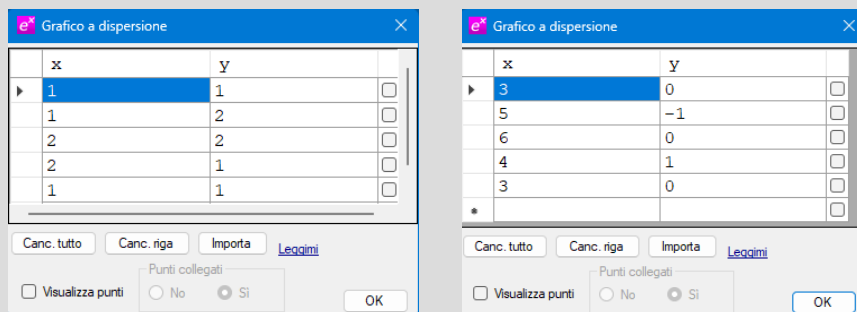 eˣ Grafico a dispersione
x y
1 1
1 2
2 2
2 1
1 1
Canc. tutto Canc. riga Importa Leggimi
Punti collegati
Visualizza punti No Sì
OK
eˣ Grafico a dispersione
x y
3 0
5 -1
6 0
4 1
3 0
Canc. tutto Canc. riga Importa Leggimi
Punti collegati
Visualizza punti No Sì
OK